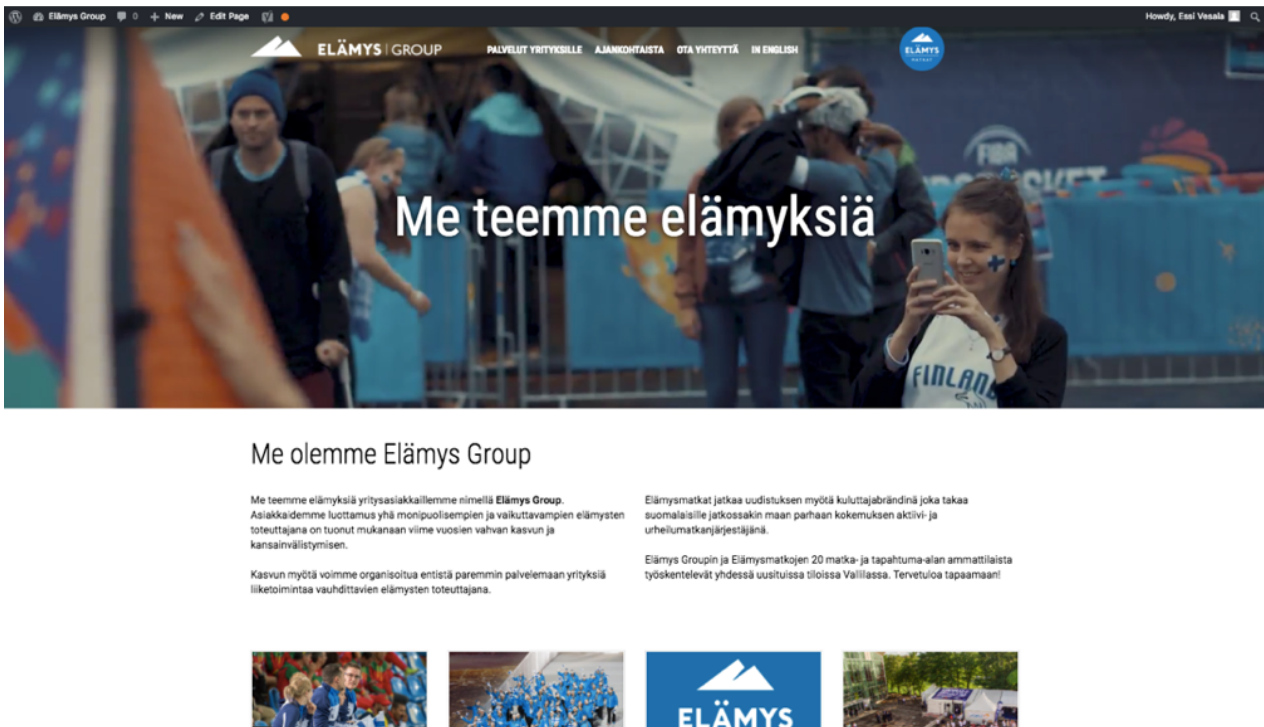 Elämys Group 0 + New Edit Page
Howdy, Essi Vesala
ELÄMYS | GROUP
PALVELUT YRITYKSILLE AJANKOHTAISTA OTA YHTEYTTÄ IN ENGLISH
ELÄMYS
MATKAT
FIBA
FINLAND
Me teemme elämyksiä
Me olemme Elämys Group
Me teemme elämyksiä yritysasiakkaillemme nimellä Elämys Group.
Asiakkaidemme luottamus yhä monipuolisempien ja vaikuttavampien elämysten
toteuttajana on tuonut mukanaan viime vuosien vahvan kasvun ja
kansainvälistymisen.
Kasvun myötä voimme organisoitua entistä paremmin palvelemaan yrityksiä
liiketoimintaa vauhdittavien elämysten toteuttajana.
Elämysmatkat jatkaa uudistuksen myötä kuluttajabrändinä joka takaa
suomalaisille jatkossakin maan parhaan kokemuksen aktiivi- ja
urheilumatkanjärjestäjänä.
Elämys Groupin ja Elämysmatkojen 20 matka- ja tapahtuma-alan ammattilaista
työskentelevät yhdessä uusituissa tiloissa Vallilassa. Tervetuloa tapaamaan!
ELÄMYS